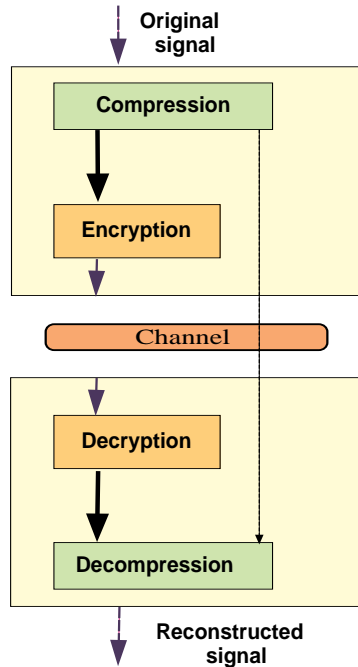 Original
signal
Compression
Encryption
Channel
Decryption
Decompression
Reconstructed
signal